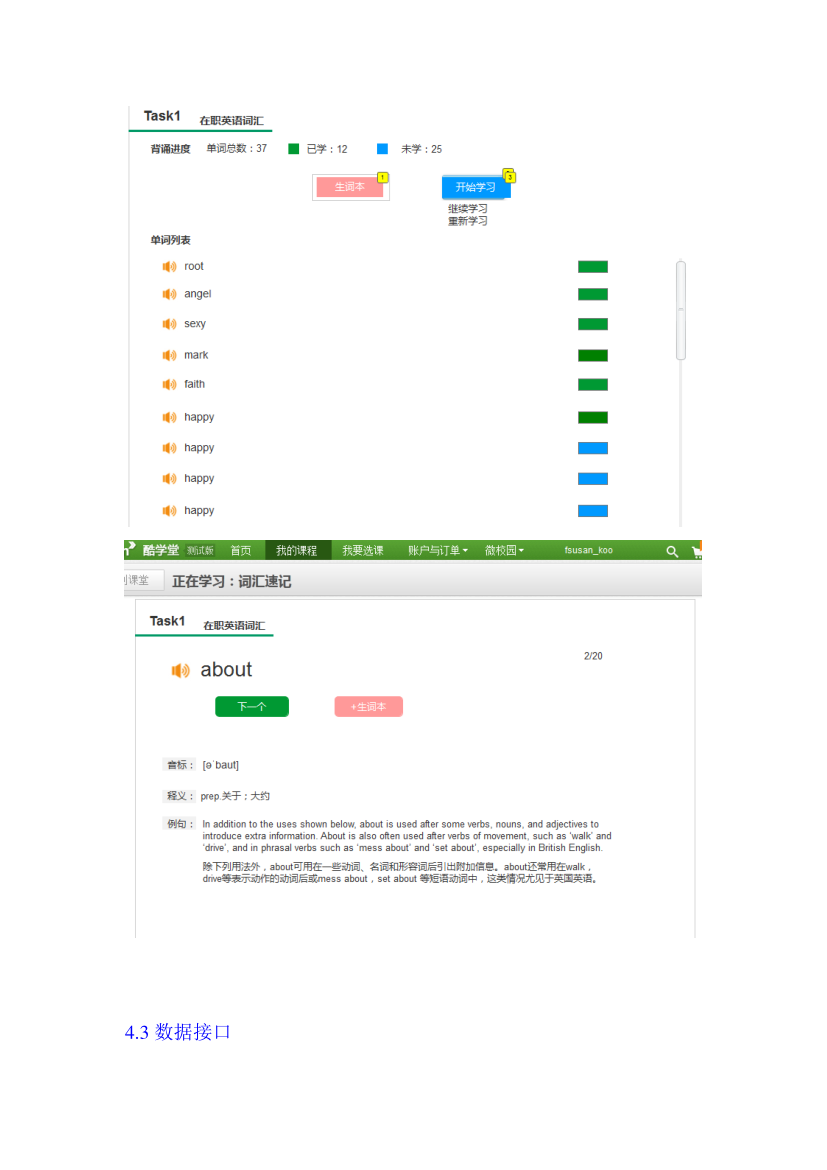 Task1 在职英语词汇
背诵进度 单词总数：37 已学：12 未学：25
生词本 1 开始学习 3
继续学习
重新学习
单词列表
root
angel
sexy
mark
faith
happy
happy
happy
happy
酷学堂 测试版 首页 我的课程 我要选课 账户与订单 微校园 fsusan_koo
课堂 正在学习：词汇速记
Task1 在职英语词汇
2/20
about
下一个 +生词本
音标： [ə˙baut]
释义： prep.关于；大约
例句： In addition to the uses shown below, about is used after some verbs, nouns, and adjectives to
introduce extra information. About is also often used after verbs of movement, such as 'walk' and
'drive', and in phrasal verbs such as 'mess about' and 'set about', especially in British English.
除下列用法外，about可用在一些动词、名词和形容词后引出附加信息。about还常用在walk，
drive等表示动作的动词后或mess about，set about 等短语动词中，这类情况尤见于英国英语。
4.3 数据接口